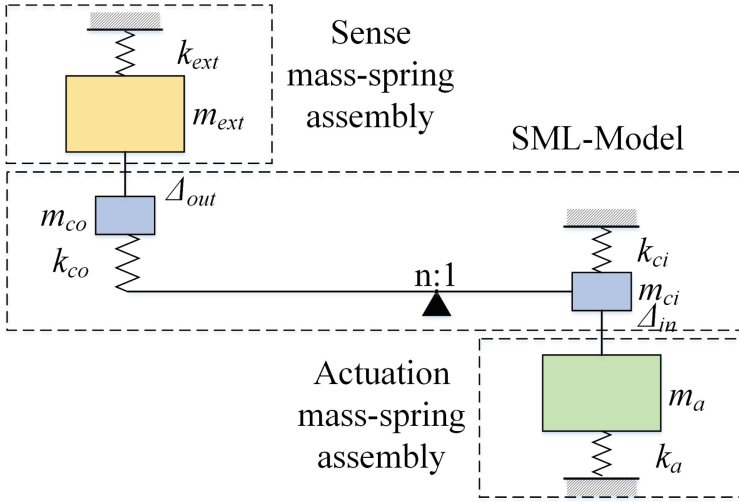 k_ext
Sense
mass-spring
assembly
m_ext
SML-Model
Δ_out
m_co
k_co
k_ci
n:1
m_ci
Δ_in
Actuation
mass-spring
assembly
m_a
k_a